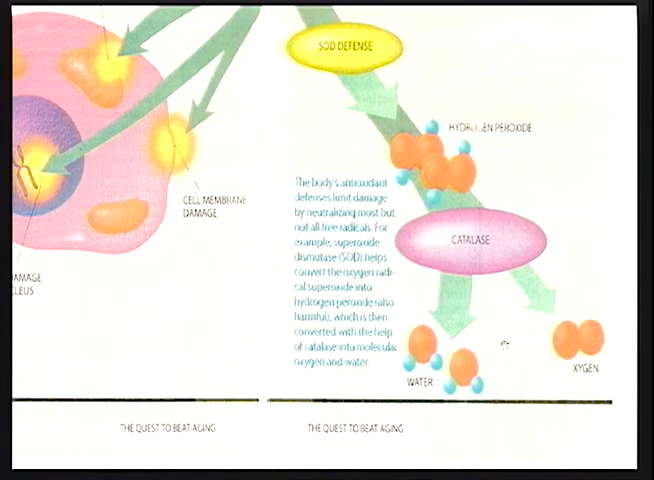 SOD DEFENSE
HYDROGEN PEROXIDE
CELL MEMBRANE
DAMAGE
The body's antioxidant
defenses limit damage
by neutralizing most but
not all free radicals. For
example, superoxide
dismutase (SOD) helps
convert the oxygen radi-
cal superoxide into
hydrogen peroxide (also
harmful), which is then
converted with the help
of catalase into molecular
oxygen and water.
CATALASE
AMAGE
CLEUS
WATER
XYGEN
THE QUEST TO BEAT AGING
THE QUEST TO BEAT AGING